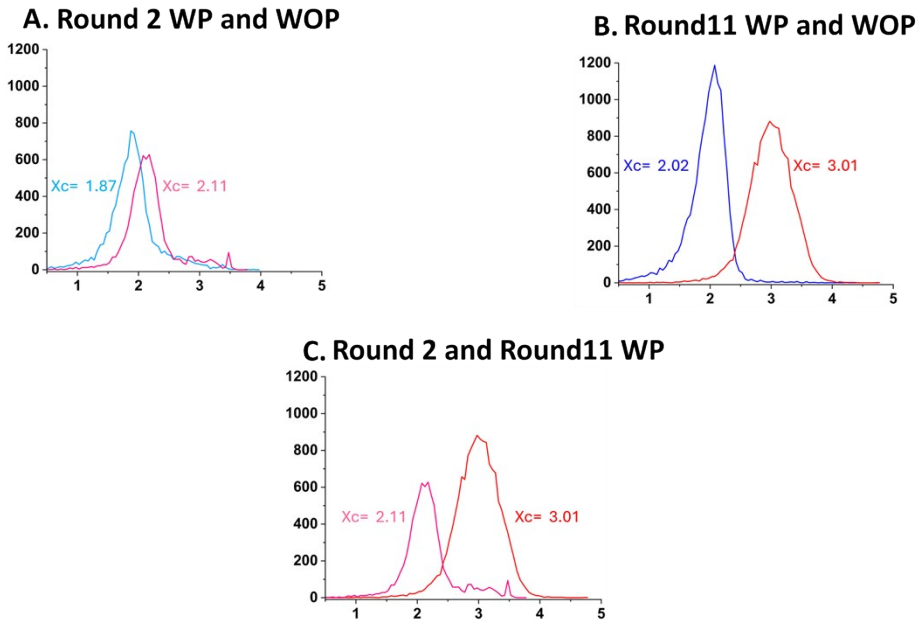 A. Round 2 WP and WOP
1200
1000
800
600
400
200
0
1 2 3 4 5
Xc= 1.87
Xc= 2.11
B. Round11 WP and WOP
1200
1000
800
600
400
200
0
1 2 3 4 5
Xc= 2.02
Xc= 3.01
C. Round 2 and Round11 WP
1200
1000
800
600
400
200
0
1 2 3 4 5
Xc= 2.11
Xc= 3.01